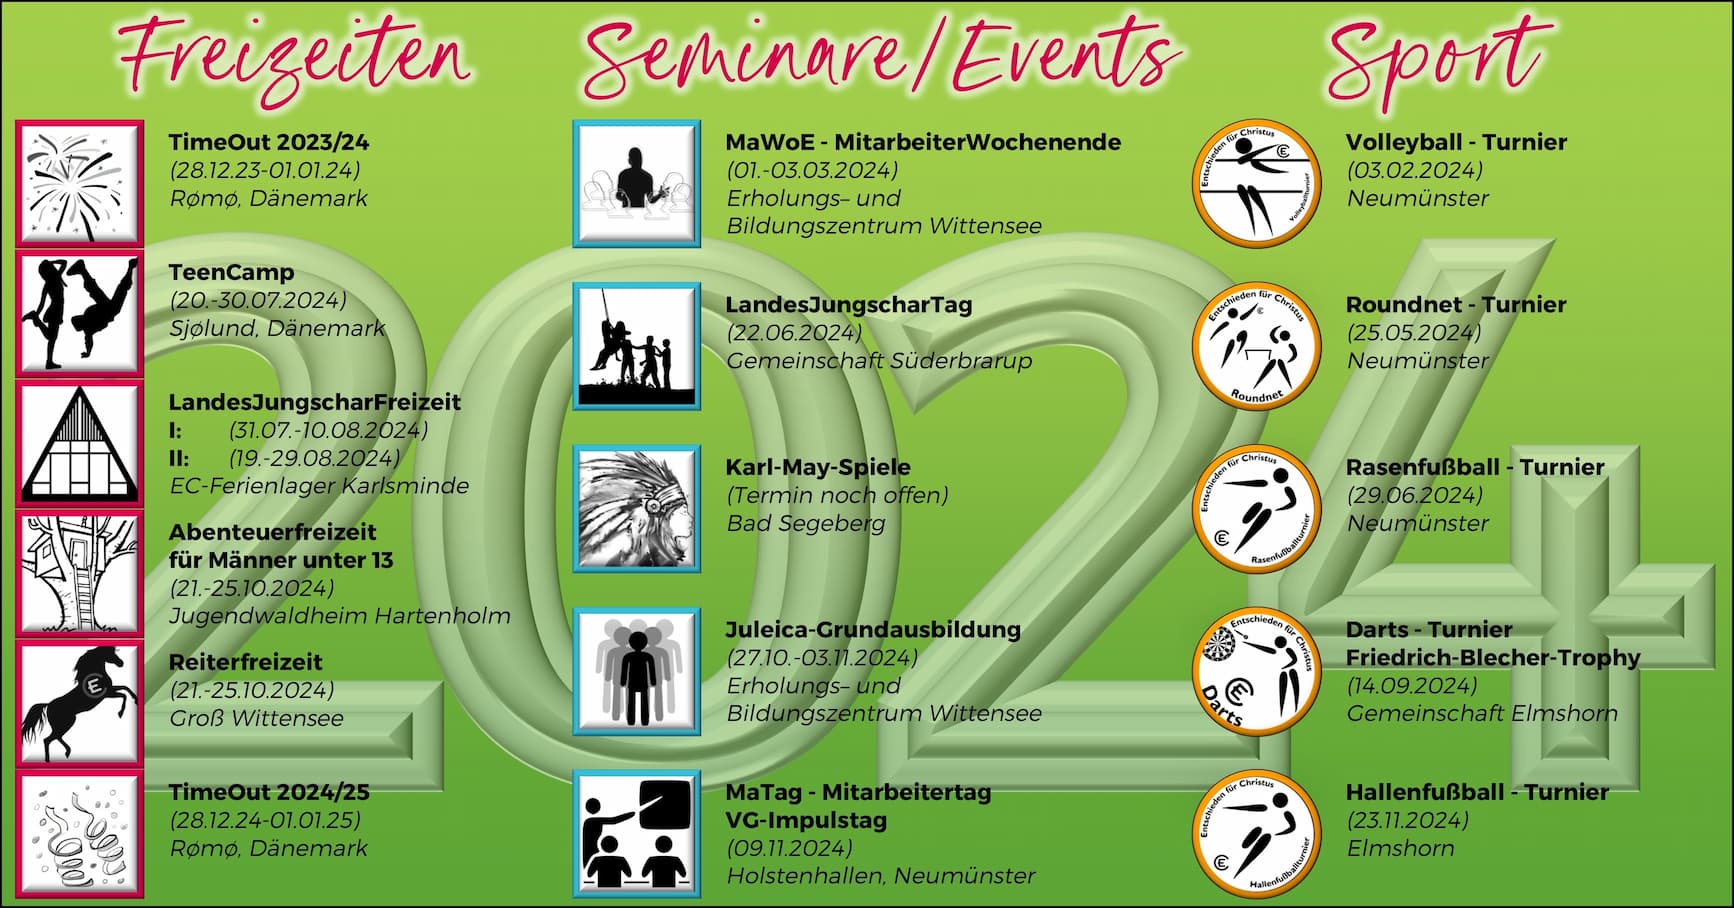 Freizeiten
TimeOut 2023/24
(28.12.23-01.01.24)
Rømø, Dänemark
TeenCamp
(20.-30.07.2024)
Sjølund, Dänemark
LandesJungscharFreizeit
I: (31.07.-10.08.2024)
II: (19.-29.08.2024)
EC-Ferienlager Karlsminde
Abenteuerfreizeit
für Männer unter 13
(21.-25.10.2024)
Jugendwaldheim Hartenholm
Reiterfreizeit
(21.-25.10.2024)
Groß Wittensee
TimeOut 2024/25
(28.12.24-01.01.25)
Rømø, Dänemark
Seminare/Events
MaWoE - MitarbeiterWochenende
(01.-03.03.2024)
Erholungs– und
Bildungszentrum Wittensee
LandesJungscharTag
(22.06.2024)
Gemeinschaft Süderbrarup
Karl-May-Spiele
(Termin noch offen)
Bad Segeberg
Juleica-Grundausbildung
(27.10.-03.11.2024)
Erholungs– und
Bildungszentrum Wittensee
MaTag - Mitarbeitertag
VG-Impulstag
(09.11.2024)
Holstenhallen, Neumünster
Sport
Entschieden für Christus
EC
Volleyballturnier
Volleyball - Turnier
(03.02.2024)
Neumünster
Entschieden für Christus
EC
Roundnet
Roundnet - Turnier
(25.05.2024)
Neumünster
Entschieden für Christus
EC
Rasenfußballturnier
Rasenfußball - Turnier
(29.06.2024)
Neumünster
Entschieden für Christus
EC
Darts
Darts - Turnier
Friedrich-Blecher-Trophy
(14.09.2024)
Gemeinschaft Elmshorn
Entschieden für Christus
EC
Hallenfußballturnier
Hallenfußball - Turnier
(23.11.2024)
Elmshorn
2024